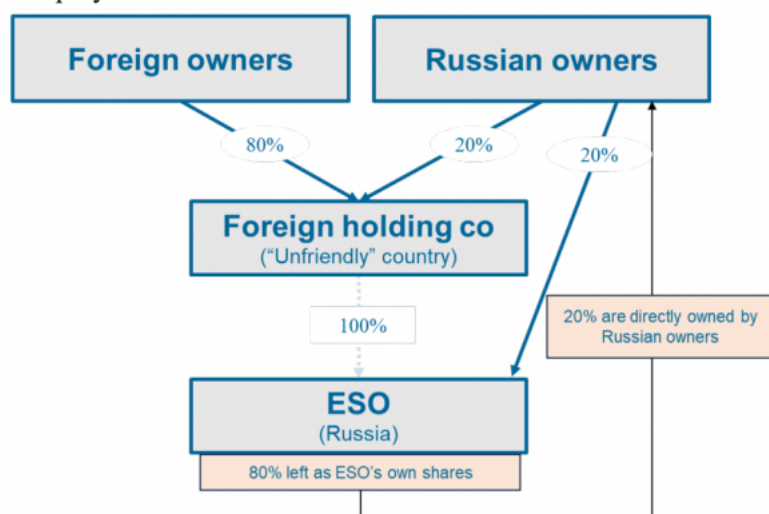 Foreign owners
Russian owners
80%
20%
20%
Foreign holding co
(“Unfriendly” country)
100%
20% are directly owned by
Russian owners
ESO
(Russia)
80% left as ESO’s own shares